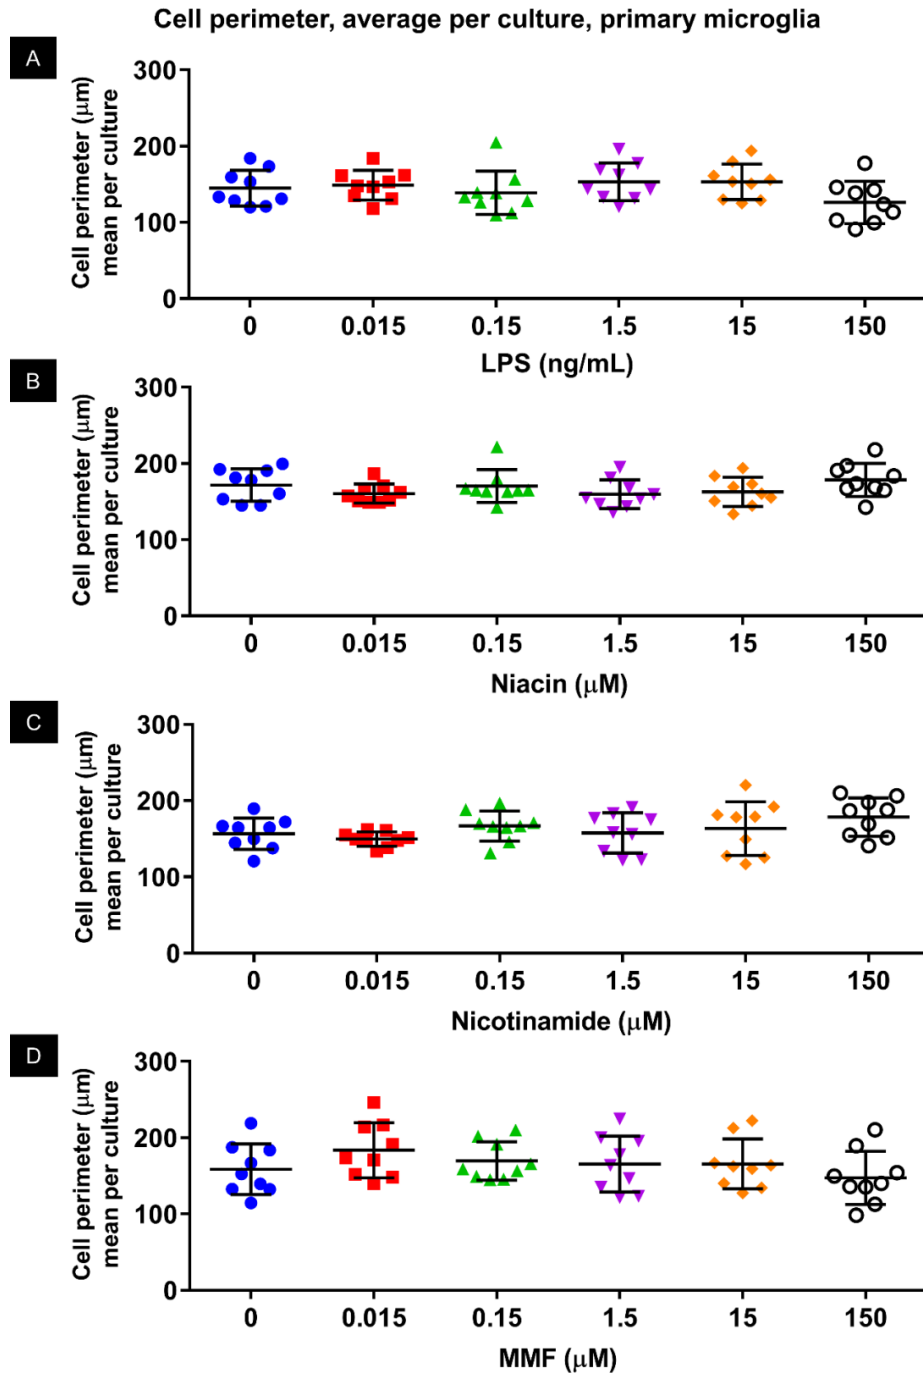 Cell perimeter, average per culture, primary microglia
A
Cell perimeter (μm)
mean per culture
300
200
100
0
0 0.015 0.15 1.5 15 150
LPS (ng/mL)
B
Cell perimeter (μm)
mean per culture
300
200
100
0
0 0.015 0.15 1.5 15 150
Niacin (μM)
C
Cell perimeter (μm)
mean per culture
300
200
100
0
0 0.015 0.15 1.5 15 150
Nicotinamide (μM)
D
Cell perimeter (μm)
mean per culture
300
200
100
0
0 0.015 0.15 1.5 15 150
MMF (μM)